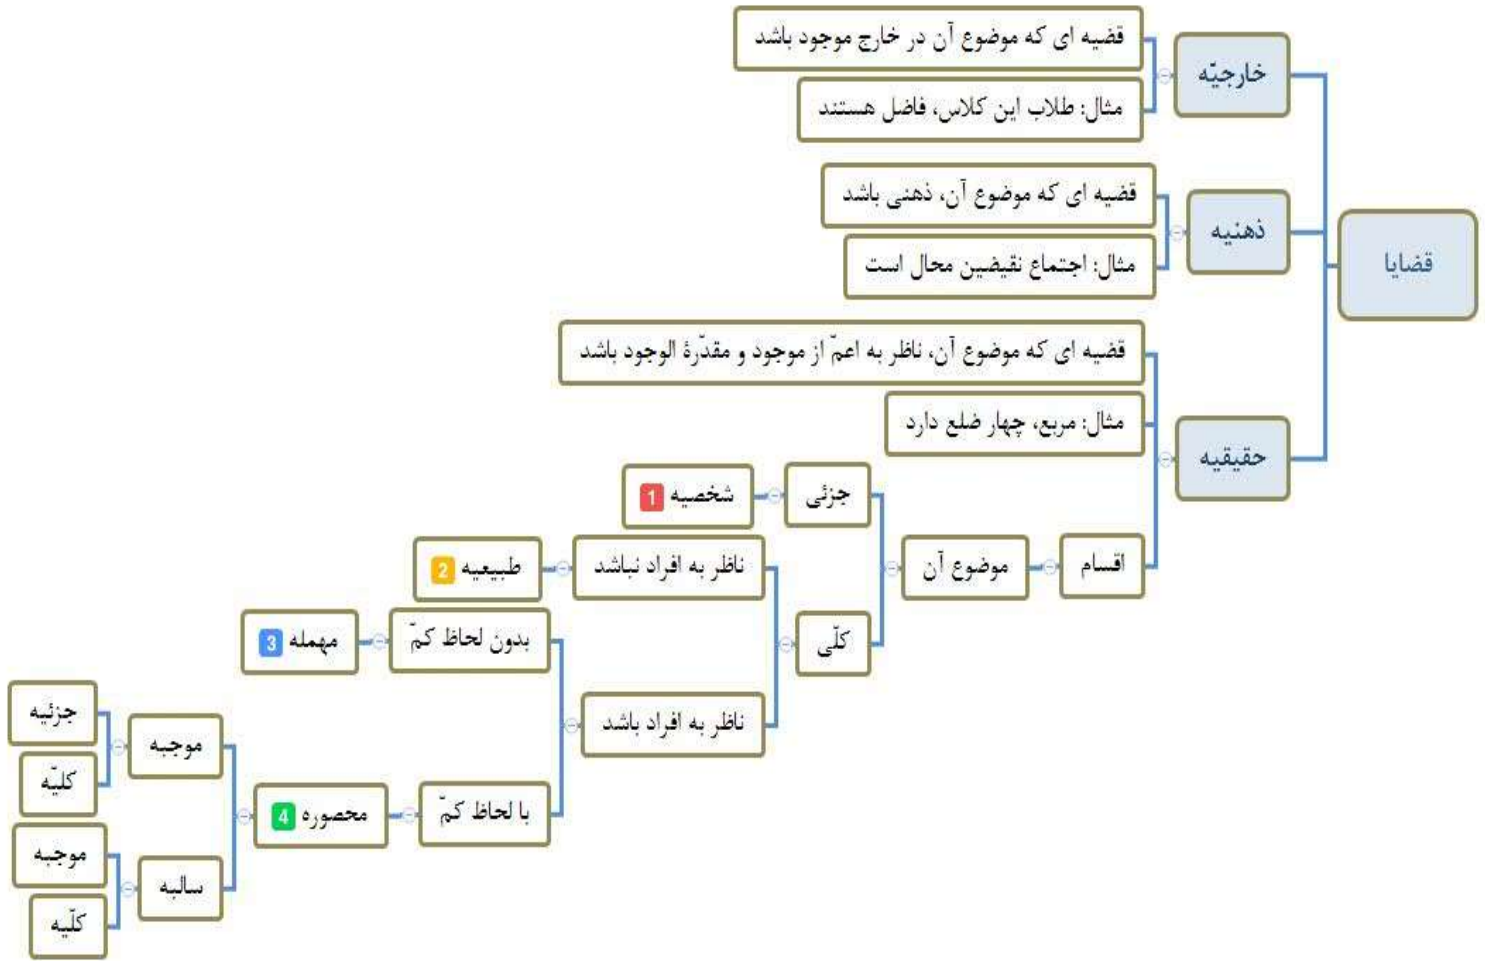 قضایا
خارجیّه
قضیه ای که موضوع آن در خارج موجود باشد
مثال: طلاب این کلاس، فاضل هستند
ذهنیه
قضیه ای که موضوع آن، ذهنی باشد
مثال: اجتماع نقیضین محال است
حقیقیه
قضیه ای که موضوع آن، ناظر به اعمّ از موجود و مقدّرة الوجود باشد
مثال: مربع، چهار ضلع دارد
اقسام
موضوع آن
جزئی
شخصیه 1
کلّی
ناظر به افراد نباشد
طبیعیه 2
ناظر به افراد باشد
بدون لحاظ کمّ
مهمله 3
با لحاظ کمّ
محصوره 4
موجبه
جزئیه
کلیّه
سالبه
موجبه
کلّیه